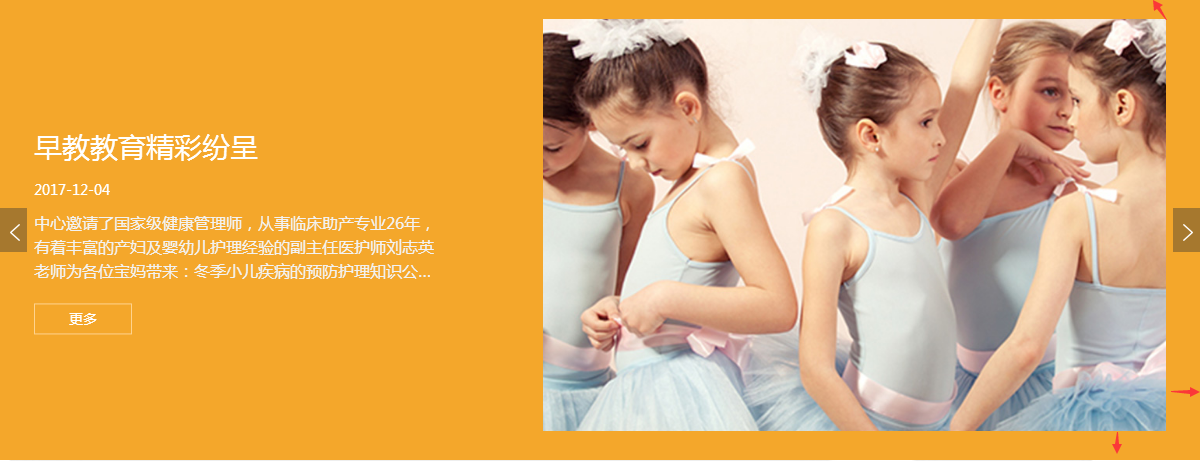 早教教育精彩纷呈
2017-12-04
中心邀请了国家级健康管理师，从事临床助产专业26年，
有着丰富的产妇及婴幼儿护理经验的副主任医护师刘志英
老师为各位宝妈带来：冬季小儿疾病的预防护理知识公...
更多